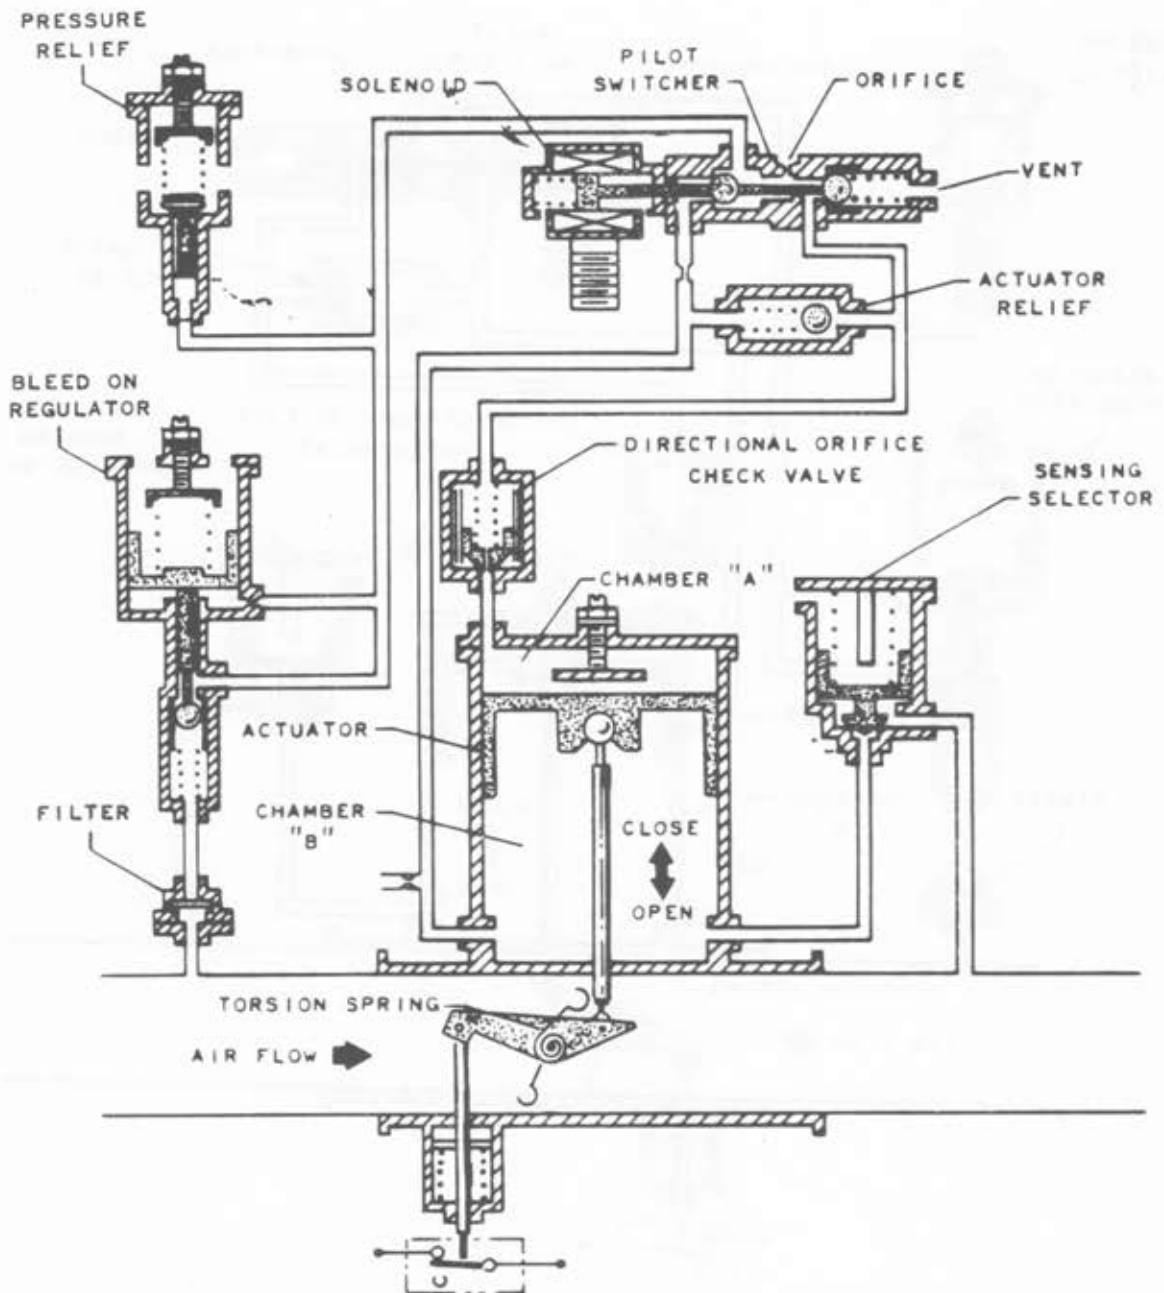 PRESSURE
RELIEF
SOLENOID
PILOT
SWITCHER
ORIFICE
VENT
ACTUATOR
RELIEF
BLEED ON
REGULATOR
DIRECTIONAL ORIFICE
CHECK VALVE
SENSING
SELECTOR
CHAMBER "A"
ACTUATOR
FILTER
CHAMBER
"B"
CLOSE
OPEN
TORSION SPRING
AIR FLOW